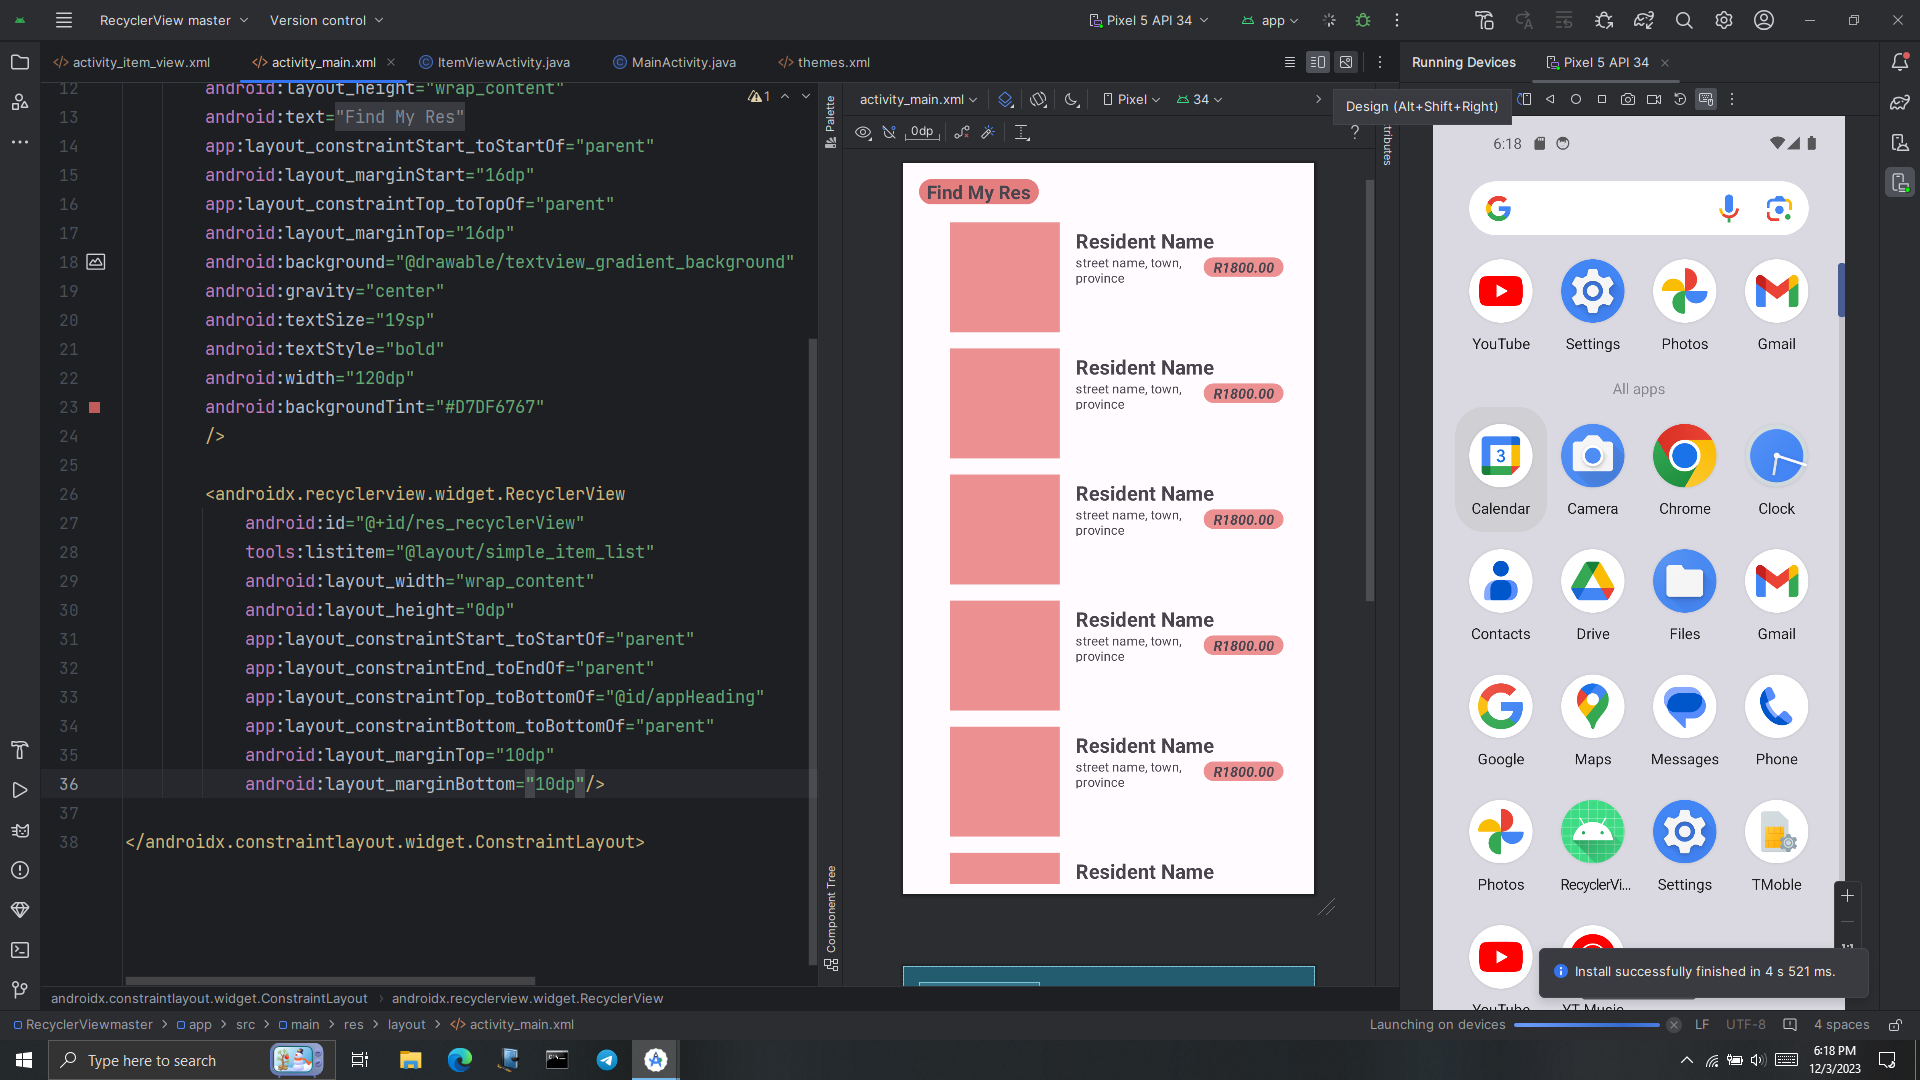 RecyclerView master
Version control
Pixel 5 API 34
app
activity_item_view.xml
activity_main.xml
ItemViewActivity.java
MainActivity.java
themes.xml
Running Devices
Pixel 5 API 34
12 android:layout_height="wrap_content"
13 android:text="Find My Res"
14 app:layout_constraintStart_toStartOf="parent"
15 android:layout_marginStart="16dp"
16 app:layout_constraintTop_toTopOf="parent"
17 android:layout_marginTop="16dp"
18 android:background="@drawable/textview_gradient_background"
19 android:gravity="center"
20 android:textSize="19sp"
21 android:textStyle="bold"
22 android:width="120dp"
23 android:backgroundTint="#D7DF6767"
24 />
25
26 <androidx.recyclerview.widget.RecyclerView
27 android:id="@+id/res_recyclerView"
28 tools:listitem="@layout/simple_item_list"
29 android:layout_width="wrap_content"
30 android:layout_height="0dp"
31 app:layout_constraintStart_toStartOf="parent"
32 app:layout_constraintEnd_toEndOf="parent"
33 app:layout_constraintTop_toBottomOf="@id/appHeading"
34 app:layout_constraintBottom_toBottomOf="parent"
35 android:layout_marginTop="10dp"
36 android:layout_marginBottom="10dp"/>
37
38 </androidx.constraintlayout.widget.ConstraintLayout>
1
Palette
Component Tree
activity_main.xml
Pixel
34
Design (Alt+Shift+Right)
0dp
?
Find My Res
Resident Name
street name, town,
province
R1800.00
Resident Name
street name, town,
province
R1800.00
Resident Name
street name, town,
province
R1800.00
Resident Name
street name, town,
province
R1800.00
Resident Name
street name, town,
province
R1800.00
Resident Name
6:18
YouTube
Settings
Photos
Gmail
All apps
3
Calendar
Camera
Chrome
Clock
Contacts
Drive
Files
Gmail
Google
Maps
Messages
Phone
Photos
RecyclerVi...
Settings
TMoble
YouTube
YT Music
Install successfully finished in 4 s 521 ms.
androidx.constraintlayout.widget.ConstraintLayout
androidx.recyclerview.widget.RecyclerView
RecyclerViewmaster > app > src > main > res > layout > activity_main.xml
Launching on devices
LF
UTF-8
4 spaces
Type here to search
6:18 PM
12/3/2023